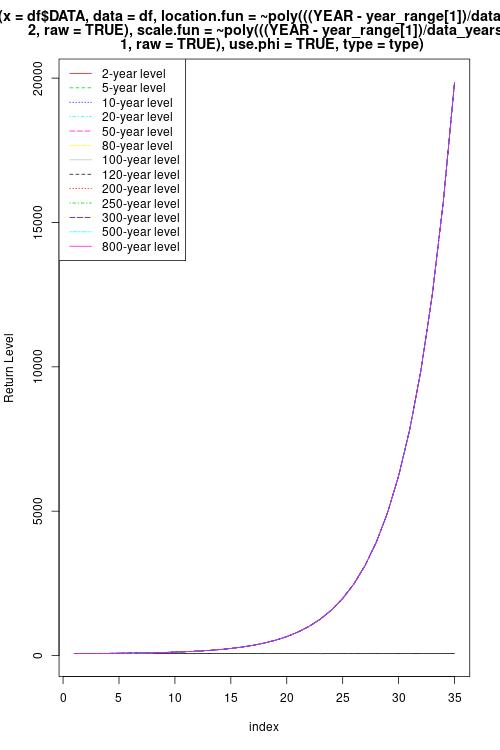 (x = df$DATA, data = df, location.fun = ~poly(((YEAR - year_range[1])/data
2, raw = TRUE), scale.fun = ~poly(((YEAR - year_range[1])/data_years
1, raw = TRUE), use.phi = TRUE, type = type)
2-year level
5-year level
10-year level
20-year level
50-year level
80-year level
100-year level
120-year level
200-year level
250-year level
300-year level
500-year level
800-year level
Return Level
20000
15000
10000
5000
0
0 5 10 15 20 25 30 35
index